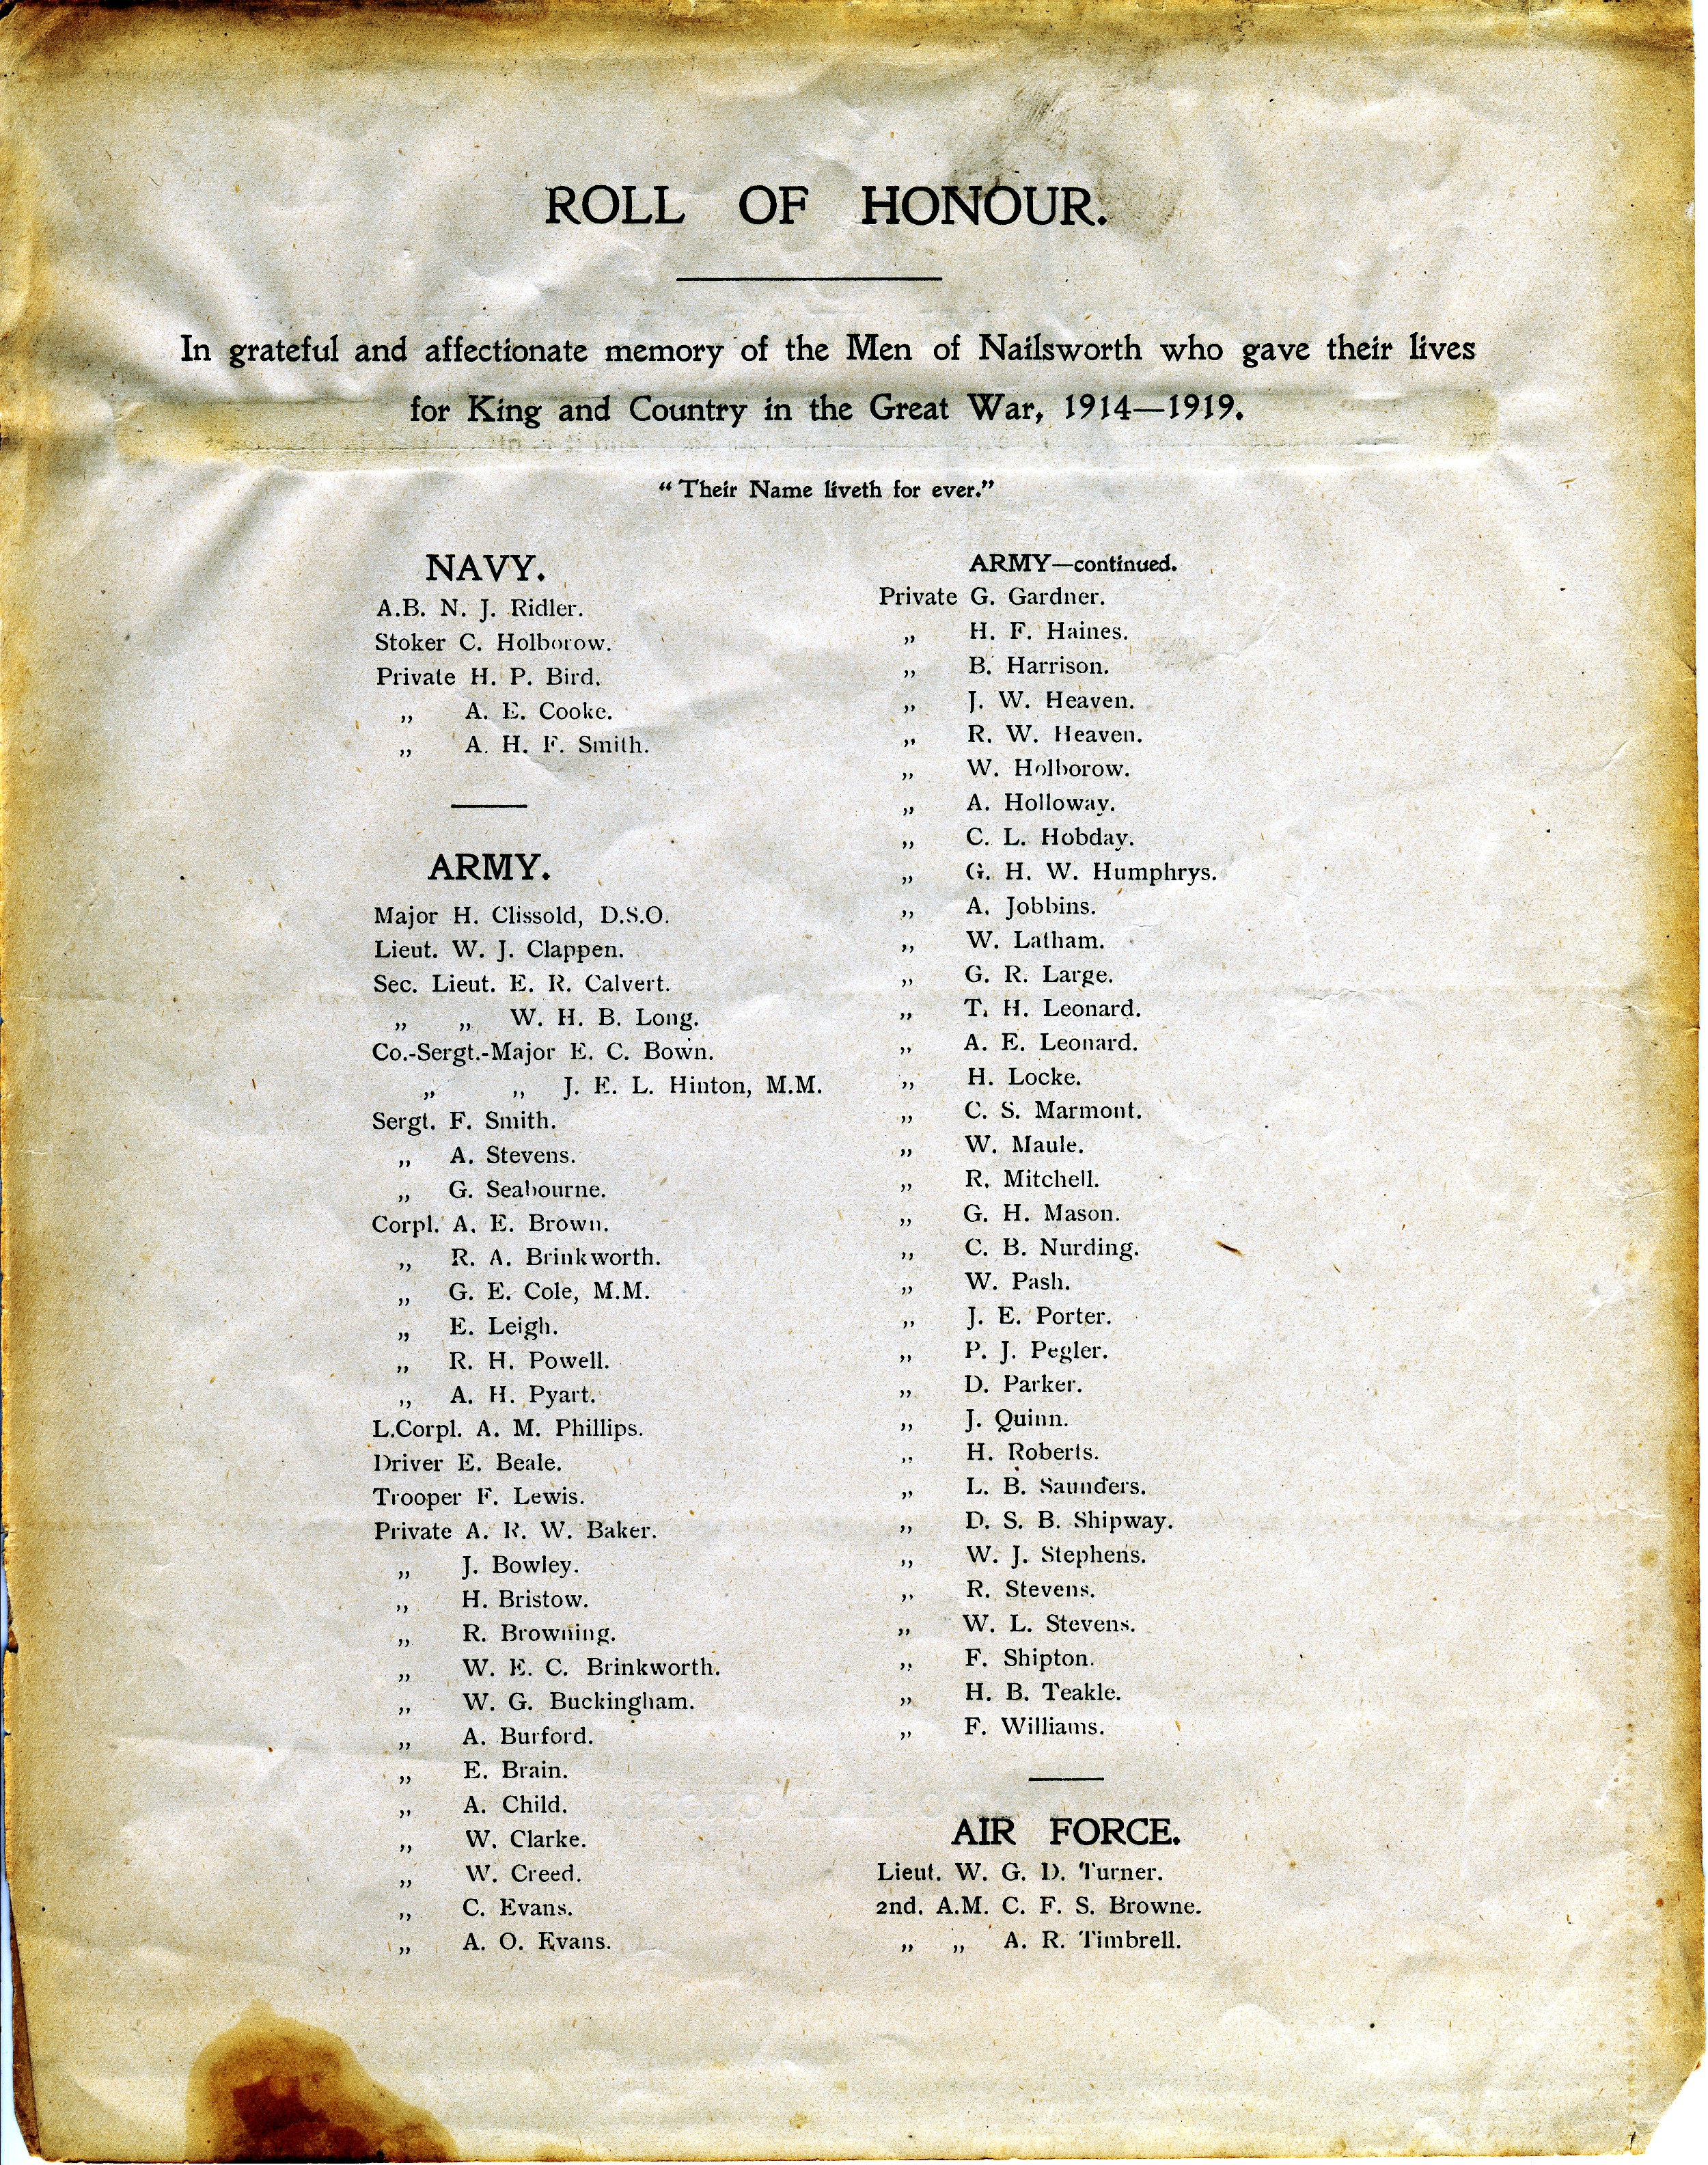 ROLL OF HONOUR.
In grateful and affectionate memory of the Men of Nailsworth who gave their lives
for King and Country in the Great War, 1914—1919.
“Their Name liveth for ever.”
NAVY.
A.B. N. J. Ridler.
Stoker C. Holborow.
Private H. P. Bird.
„ A. E. Cooke.
„ A. H. F. Smith.
ARMY.
Major H. Clissold, D.S.O.
Lieut. W. J. Clappen.
Sec. Lieut. E. R. Calvert.
„ „ W. H. B. Long.
Co.-Sergt.-Major E. C. Bown.
„ „ J. E. L. Hinton, M.M.
Sergt. F. Smith.
„ A. Stevens.
„ G. Seabourne.
Corpl. A. E. Brown.
„ R. A. Brinkworth.
„ G. E. Cole, M.M.
„ E. Leigh.
„ R. H. Powell.
„ A. H. Pyart.
L.Corpl. A. M. Phillips.
Driver E. Beale.
Trooper F. Lewis.
Private A. R. W. Baker.
„ J. Bowley.
„ H. Bristow.
„ R. Browning.
„ W. E. C. Brinkworth.
„ W. G. Buckingham.
„ A. Burford.
„ E. Brain.
„ A. Child.
„ W. Clarke.
„ W. Creed.
„ C. Evans.
„ A. O. Evans.
ARMY—continued.
Private G. Gardner.
„ H. F. Haines.
„ B. Harrison.
„ J. W. Heaven.
„ R. W. Heaven.
„ W. Holborow.
„ A. Holloway.
„ C. L. Hobday.
„ G. H. W. Humphrys.
„ A. Jobbins.
„ W. Latham.
„ G. R. Large.
„ T. H. Leonard.
„ A. E. Leonard.
„ H. Locke.
„ C. S. Marmont.
„ W. Maule.
„ R. Mitchell.
„ G. H. Mason.
„ C. B. Nurding.
„ W. Pash.
„ J. E. Porter.
„ P. J. Pegler.
„ D. Parker.
„ J. Quinn.
„ H. Roberts.
„ L. B. Saunders.
„ D. S. B. Shipway.
„ W. J. Stephens.
„ R. Stevens.
„ W. L. Stevens.
„ F. Shipton.
„ H. B. Teakle.
„ F. Williams.
AIR FORCE.
Lieut. W. G. D. Turner.
2nd. A.M. C. F. S. Browne.
„ „ A. R. Timbrell.